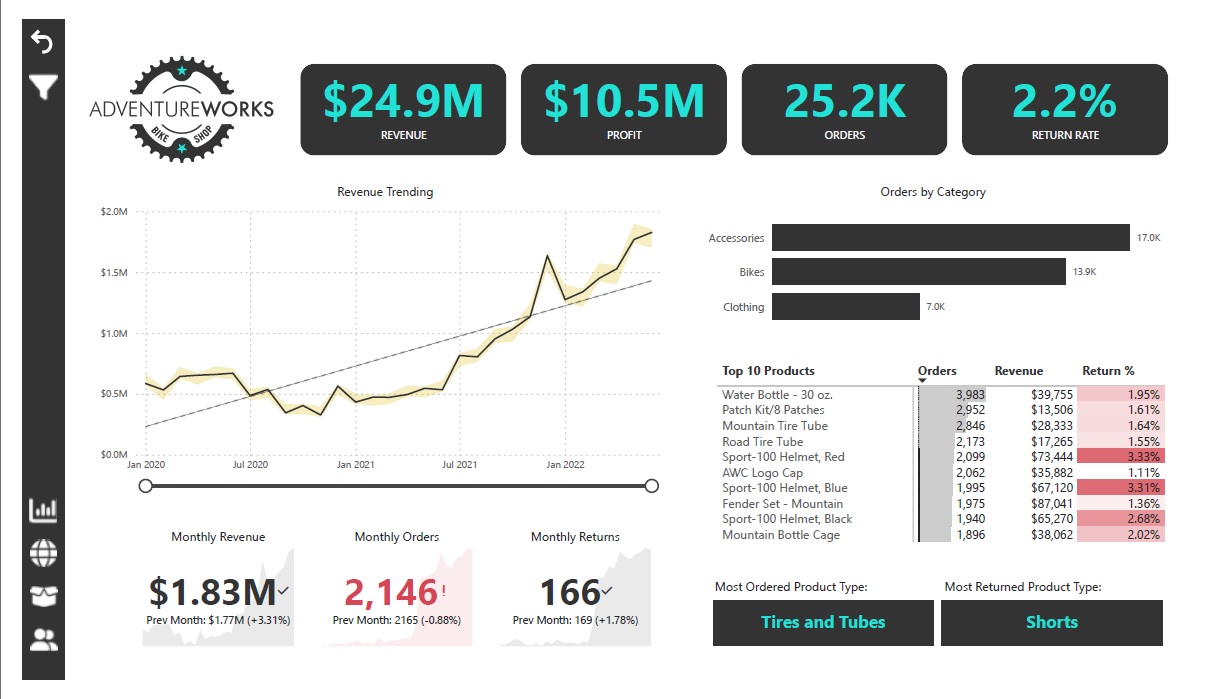 ADVENTUREWORKS
BIKE SHOP
$24.9M
REVENUE
$10.5M
PROFIT
25.2K
ORDERS
2.2%
RETURN RATE
Revenue Trending
$2.0M
$1.5M
$1.0M
$0.5M
$0.0M
Jan 2020 Jul 2020 Jan 2021 Jul 2021 Jan 2022
Orders by Category
Accessories 17.0K
Bikes 13.9K
Clothing 7.0K
Top 10 Products Orders Revenue Return %
Water Bottle - 30 oz. 3,983 $39,755 1.95%
Patch Kit/8 Patches 2,952 $13,506 1.61%
Mountain Tire Tube 2,846 $28,333 1.64%
Road Tire Tube 2,173 $17,265 1.55%
Sport-100 Helmet, Red 2,099 $73,444 3.33%
AWC Logo Cap 2,062 $35,882 1.11%
Sport-100 Helmet, Blue 1,995 $67,120 3.31%
Fender Set - Mountain 1,975 $87,041 1.36%
Sport-100 Helmet, Black 1,940 $65,270 2.68%
Mountain Bottle Cage 1,896 $38,062 2.02%
Monthly Revenue
$1.83M
Prev Month: $1.77M (+3.31%)
Monthly Orders
2,146!
Prev Month: 2165 (-0.88%)
Monthly Returns
166
Prev Month: 169 (+1.78%)
Most Ordered Product Type:
Tires and Tubes
Most Returned Product Type:
Shorts